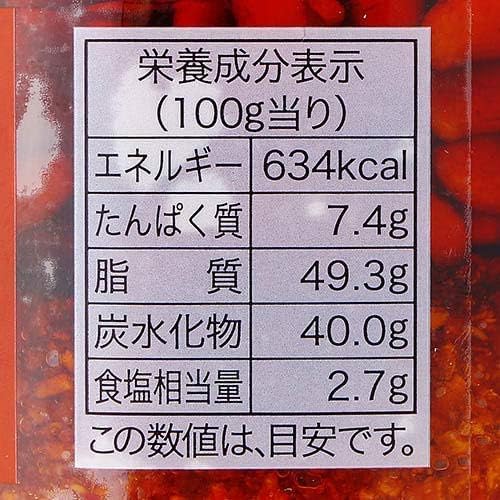 栄養成分表示
（100g当り）
エネルギー 634kcal
たんぱく質 7.4g
脂質 49.3g
炭水化物 40.0g
食塩相当量 2.7g
この数値は、目安です。